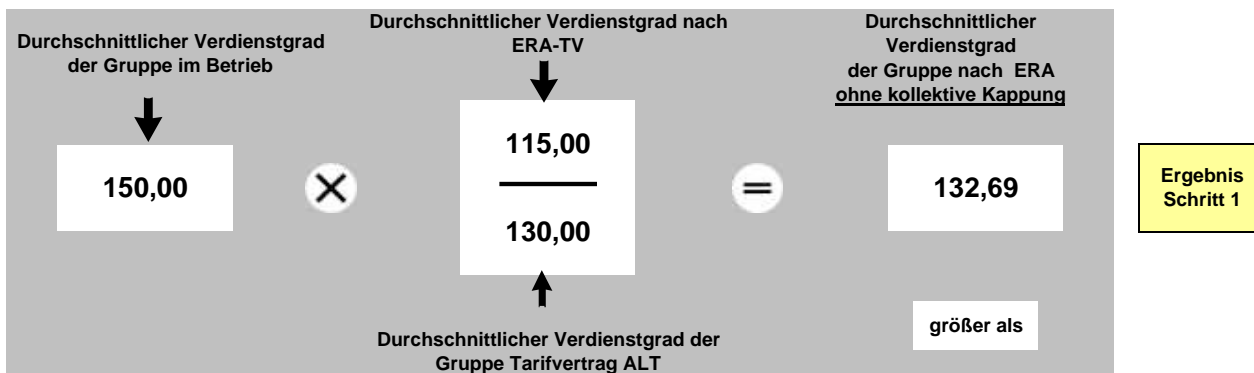 Durchschnittlicher Verdienstgrad
der Gruppe im Betrieb
150,00
×
Durchschnittlicher Verdienstgrad nach
ERA-TV
115,00
130,00
Durchschnittlicher Verdienstgrad der
Gruppe Tarifvertrag ALT
=
Durchschnittlicher
Verdienstgrad
der Gruppe nach ERA
ohne kollektive Kappung
132,69
größer als
Ergebnis
Schritt 1